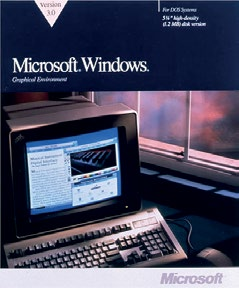 Version
3.0
For DOS Systems
5¼" high-density
(1.2 MB) disk version
Microsoft® Windows™
Graphical Environment
Microsoft